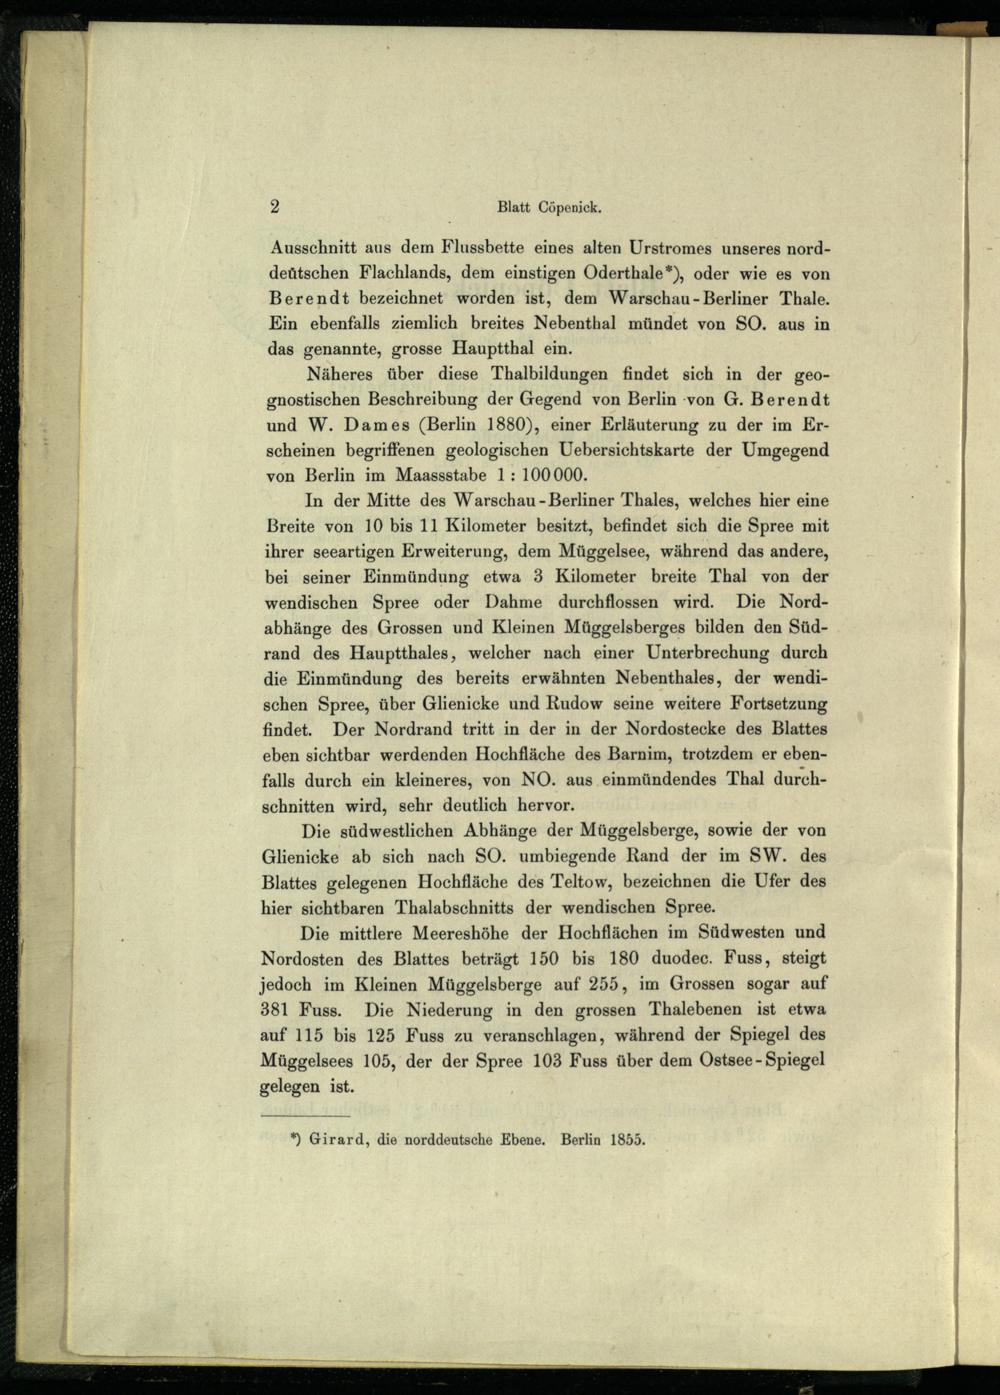 2 Blatt Cöpenick.
Ausschnitt aus dem Flussbette eines alten Urstromes unseres nord-
deutschen Flachlands, dem einstigen Oderthale*), oder wie es von
Berendt bezeichnet worden ist, dem Warschau-Berliner Thale.
Ein ebenfalls ziemlich breites Nebenthal mündet von SO. aus in
das genannte, grosse Hauptthal ein.
Näheres über diese Thalbildungen findet sich in der geo-
gnostischen Beschreibung der Gegend von Berlin von G. Berendt
und W. Dames (Berlin 1880), einer Erläuterung zu der im Er-
scheinen begriffenen geologischen Uebersichtskarte der Umgegend
von Berlin im Maassstabe 1 : 100 000.
In der Mitte des Warschau-Berliner Thales, welches hier eine
Breite von 10 bis 11 Kilometer besitzt, befindet sich die Spree mit
ihrer seeartigen Erweiterung, dem Müggelsee, während das andere,
bei seiner Einmündung etwa 3 Kilometer breite Thal von der
wendischen Spree oder Dahme durchflossen wird. Die Nord-
abhänge des Grossen und Kleinen Müggelsberges bilden den Süd-
rand des Hauptthales, welcher nach einer Unterbrechung durch
die Einmündung des bereits erwähnten Nebenthales, der wendi-
schen Spree, über Glienicke und Rudow seine weitere Fortsetzung
findet. Der Nordrand tritt in der in der Nordostecke des Blattes
eben sichtbar werdenden Hochfläche des Barnim, trotzdem er eben-
falls durch ein kleineres, von NO. aus einmündendes Thal durch-
schnitten wird, sehr deutlich hervor.
Die südwestlichen Abhänge der Müggelsberge, sowie der von
Glienicke ab sich nach SO. umbiegende Rand der im SW. des
Blattes gelegenen Hochfläche des Teltow, bezeichnen die Ufer des
hier sichtbaren Thalabschnitts der wendischen Spree.
Die mittlere Meereshöhe der Hochflächen im Südwesten und
Nordosten des Blattes beträgt 150 bis 180 duodec. Fuss, steigt
jedoch im Kleinen Müggelsberge auf 255, im Grossen sogar auf
381 Fuss. Die Niederung in den grossen Thalebenen ist etwa
auf 115 bis 125 Fuss zu veranschlagen, während der Spiegel des
Müggelsees 105, der der Spree 103 Fuss über dem Ostsee-Spiegel
gelegen ist.
*) Girard, die norddeutsche Ebene. Berlin 1855.